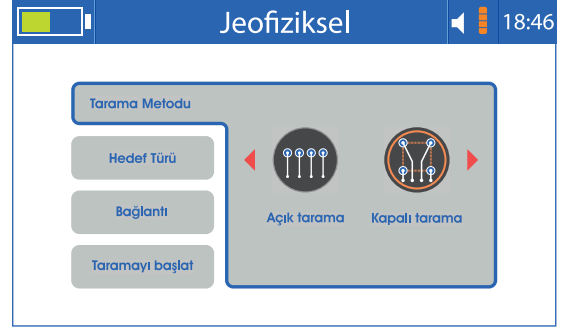 Jeofiziksel
18:46
Tarama Metodu
Hedef Türü
Bağlantı
Taramayı başlat
Açık tarama
Kapalı tarama